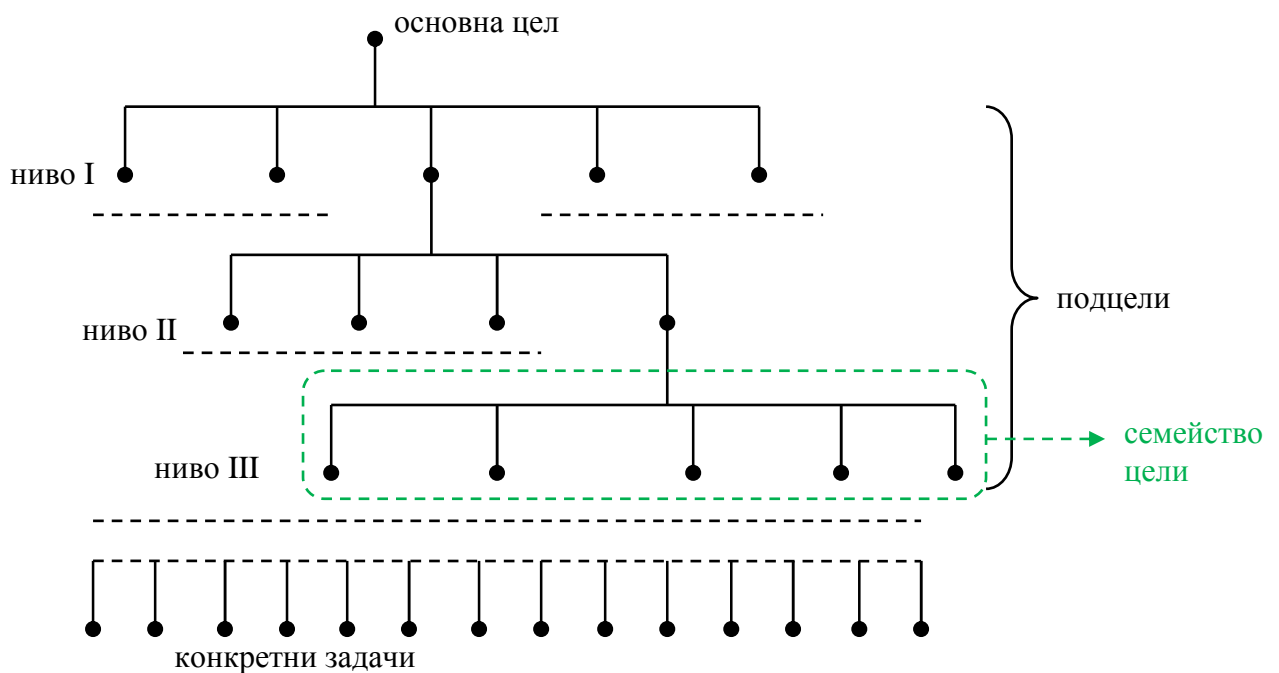 основна цел
ниво I
подцели
ниво II
семейство
цели
ниво III
конкретни задачи